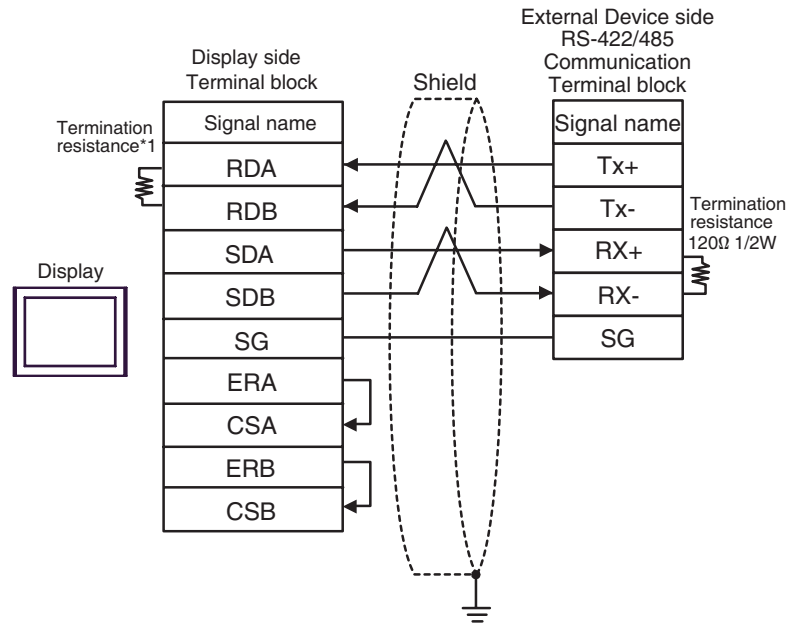 External Device side
RS-422/485
Communication
Terminal block
Display side
Terminal block
Shield
Termination
resistance*1
Signal name
RDA
RDB
SDA
SDB
SG
ERA
CSA
ERB
CSB
Signal name
Tx+
Tx-
RX+
RX-
SG
Termination
resistance
120Ω 1/2W
Display